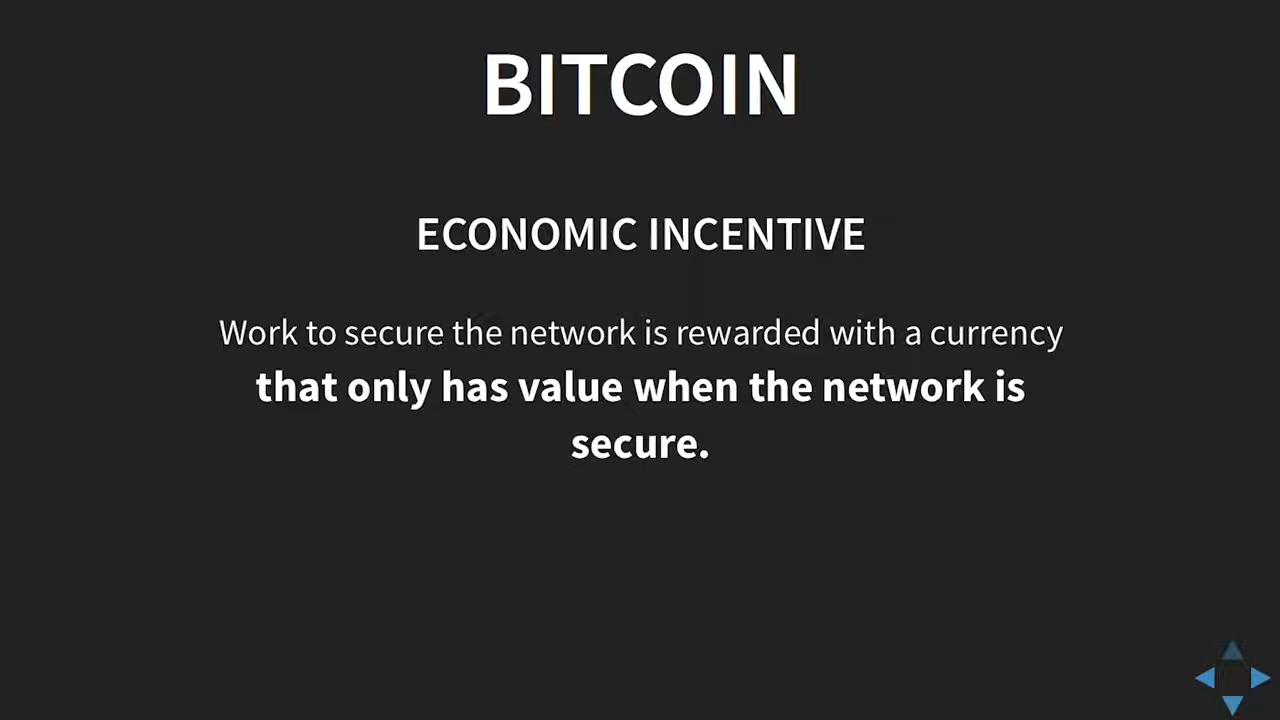 BITCOIN
ECONOMIC INCENTIVE
Work to secure the network is rewarded with a currency
that only has value when the network is
secure.